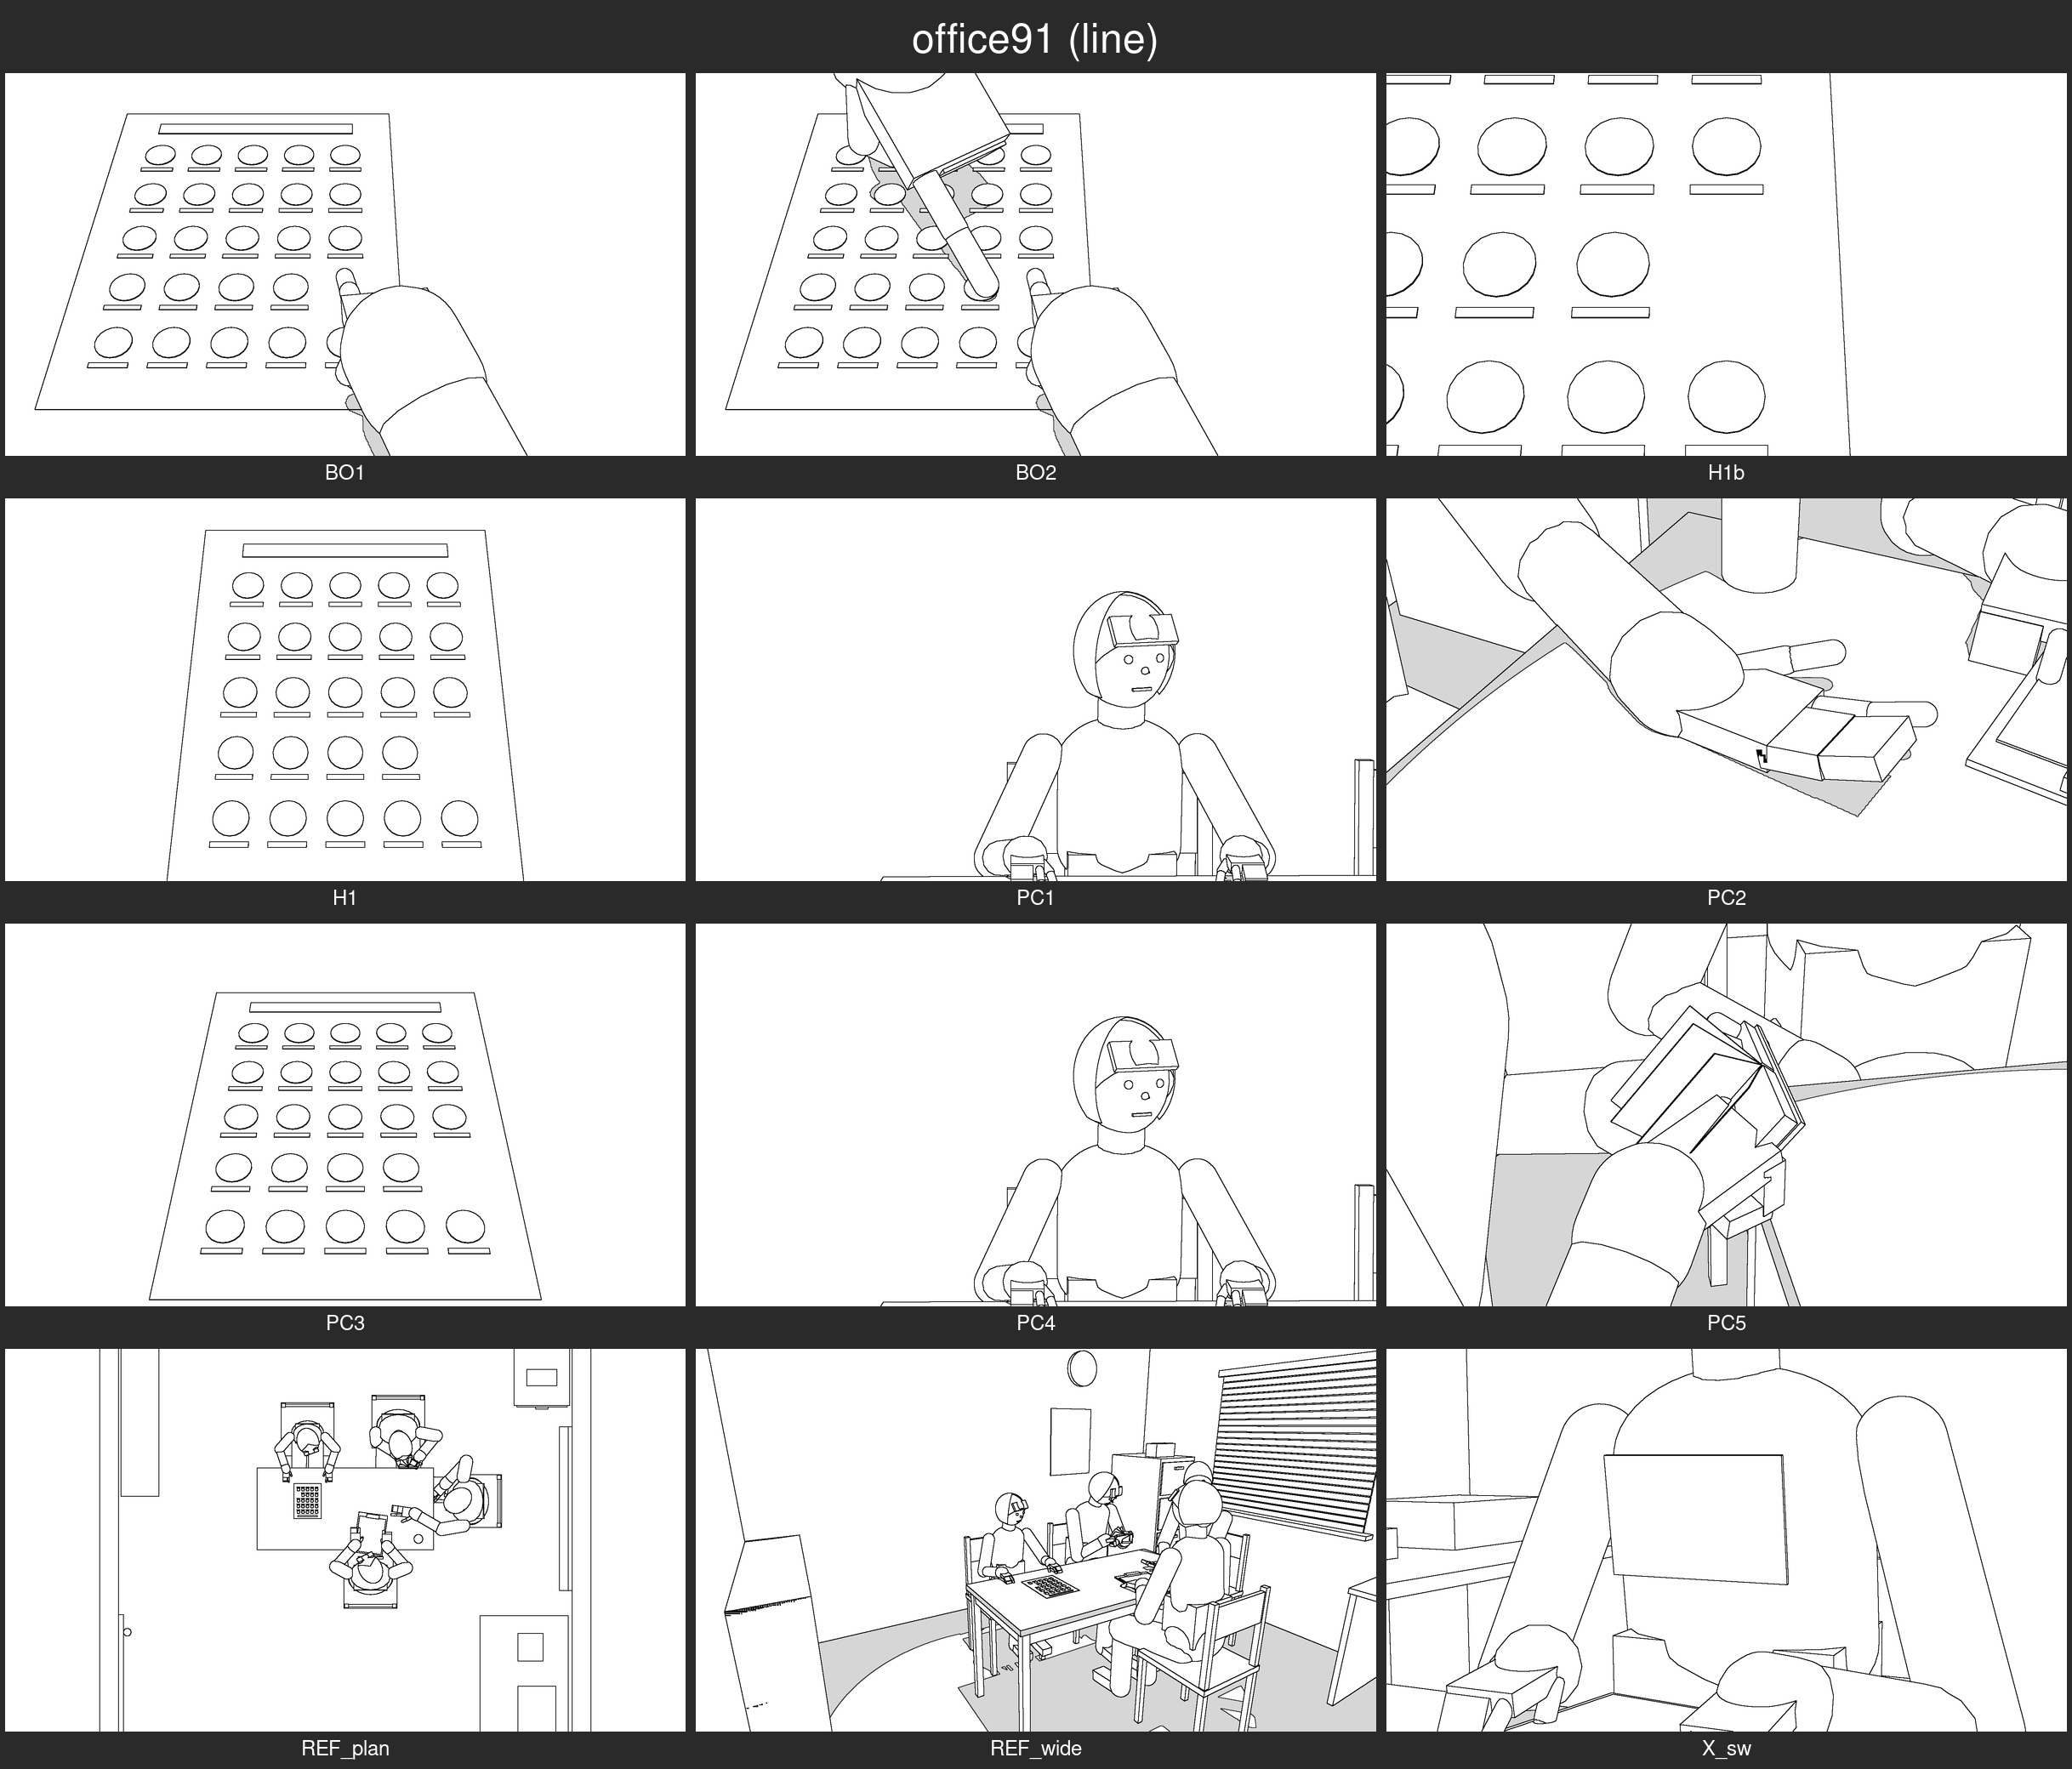 office91 (line)
BO1
BO2
H1b
H1
PC1
PC2
PC3
PC4
PC5
REF_plan
REF_wide
X_sw